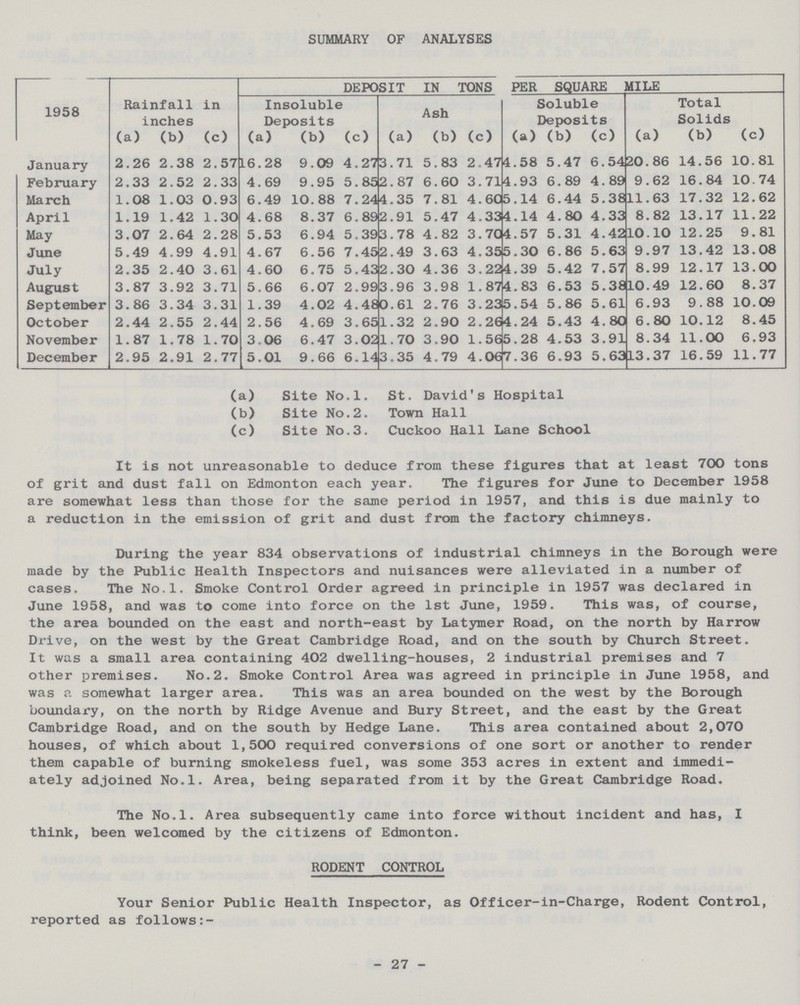 SUMMARY OF ANALYSES
DEPOSIT IN TONS PER SQUARE MILE
1958 Rainfall in inches Insoluble Deposits Ash Soluble Deposits Total Solids
(a) (b) (c) (a) (b) (c) (a) (b) (c) (a) (b) (c) (a) (b) (c)
January 2.26 2.38 2.57 16.28 9.09 4.27 3.71 5.83 2.47 4.58 5.47 6.54 20.86 14.56 10.81
February 2.33 2.52 2.33 4.69 9.95 5.85 2.87 6.60 3.71 4.93 6.89 4.89 9.62 16.84 10.74
March 1.08 1.03 0.93 6.49 10.88 7.24 4.35 7.81 4.60 5.14 6.44 5.38 11.63 17.32 12.62
April 1.19 1.42 1.30 4.68 8.37 6.89 2.91 5.47 4.33 4.14 4.80 4.33 8.82 13.17 11.22
May 3.07 2.64 2.28 5.53 6.94 5.39 3.78 4.82 3.70 4.57 5.31 4.42 10.10 12.25 9.81
June 5.49 4.99 4.91 4.67 6.56 7.45 2.49 3.63 4.35 5.30 6.86 5.63 9.97 13.42 13.08
July 2.35 2.40 3.61 4.60 6.75 5.43 2.30 4.36 3.22 4.39 5.42 7.57 8.99 12.17 13.00
August 3.87 3.92 3.71 5.66 6.07 2.99 3.96 3.98 1.87 4.83 6.53 5.38 10.49 12.60 8.37
September 3.86 3.34 3.31 1.39 4.02 4.48 0.61 2.76 3.23 5.54 5.86 5.61 6.93 9.88 10.09
October 2.44 2.55 2.44 2.56 4.69 3.65 1.32 2.90 2.26 4.24 5.43 4.80 6.80 10.12 8.45
November 1.87 1.78 1.70 3.06 6.47 3.02 1.70 3.90 1.56 5.28 4.53 3.91 8.34 11.00 6.93
December 2.95 2.91 2.77 5.01 9.66 6.14 3.35 4.79 4.06 7.36 6.93 5.63 13.37 16.59 11.77
(a) Site No.1. St. David's Hospital
(b) Site No.2. Town Hall
(c) Site No.3. Cuckoo Hall Lane School
It is not unreasonable to deduce from these figures that at least 700 tons
of grit and dust fall on Edmonton each year. The figures for June to December 1958
are somewhat less than those for the same period in 1957, and this is due mainly to
a reduction in the emission of grit and dust from the factory chimneys.
During the year 834 observations of industrial chimneys in the Borough were
made by the Public Health Inspectors and nuisances were alleviated in a number of
cases. The No.1. Smoke Control Order agreed in principle in 1957 was declared in
June 1958, and was to come into force on the 1st June, 1959. This was, of course,
the area bounded on the east and north-east by Latymer Road, on the north by Harrow
Drive, on the west by the Great Cambridge Road, and on the south by Church Street.
It was a small area containing 402 dwelling-houses, 2 industrial premises and 7
other premises. No.2. Smoke Control Area was agreed in principle in June 1958, and
was a somewhat larger area. This was an area bounded on the west by the Borough
boundary, on the north by Ridge Avenue and Bury Street, and the east by the Great
Cambridge Road, and on the south by Hedge Lane. This area contained about 2,070
houses, of which about 1,500 required conversions of one sort or another to render
them capable of burning smokeless fuel, was some 353 acres in extent and immedi-
ately adjoined No.1. Area, being separated from it by the Great Cambridge Road.
The No.1. Area subsequently came into force without incident and has, I
think, been welcomed by the citizens of Edmonton.
RODENT CONTROL
Your Senior Public Health Inspector, as Officer-in-Charge, Rodent Control,
reported as follows:-
- 27 -